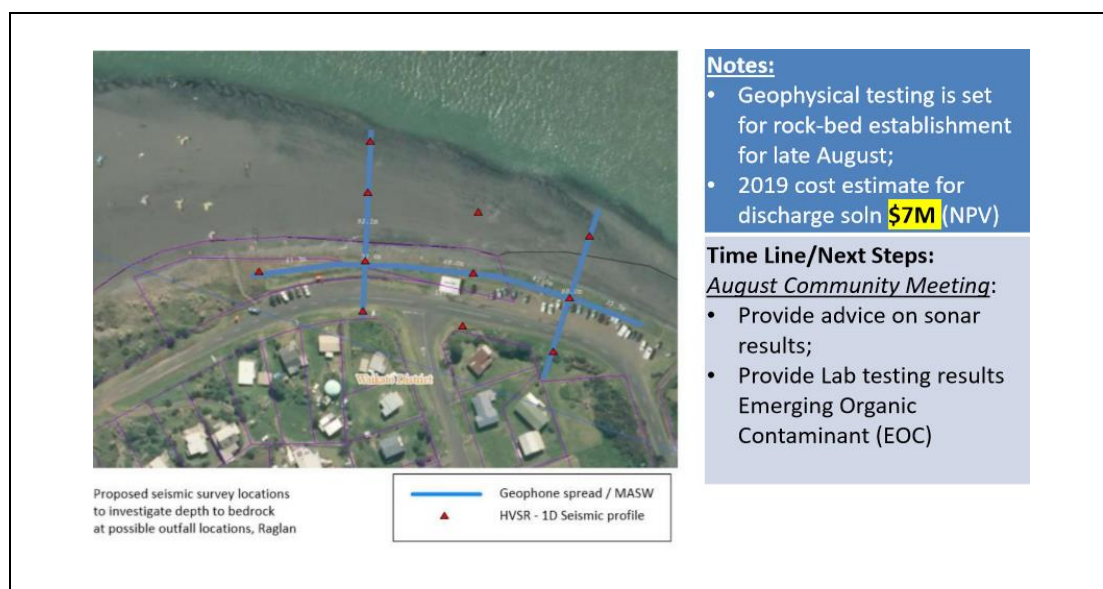 Notes:
• Geophysical testing is set
for rock-bed establishment
for late August;
• 2019 cost estimate for
discharge soln $7M (NPV)
Time Line/Next Steps:
August Community Meeting:
• Provide advice on sonar
results;
• Provide Lab testing results
Emerging Organic
Contaminant (EOC)
Waikato District
Proposed seismic survey locations
to investigate depth to bedrock
at possible outfall locations, Raglan
Geophone spread / MASW
HVSR - 1D Seismic profile